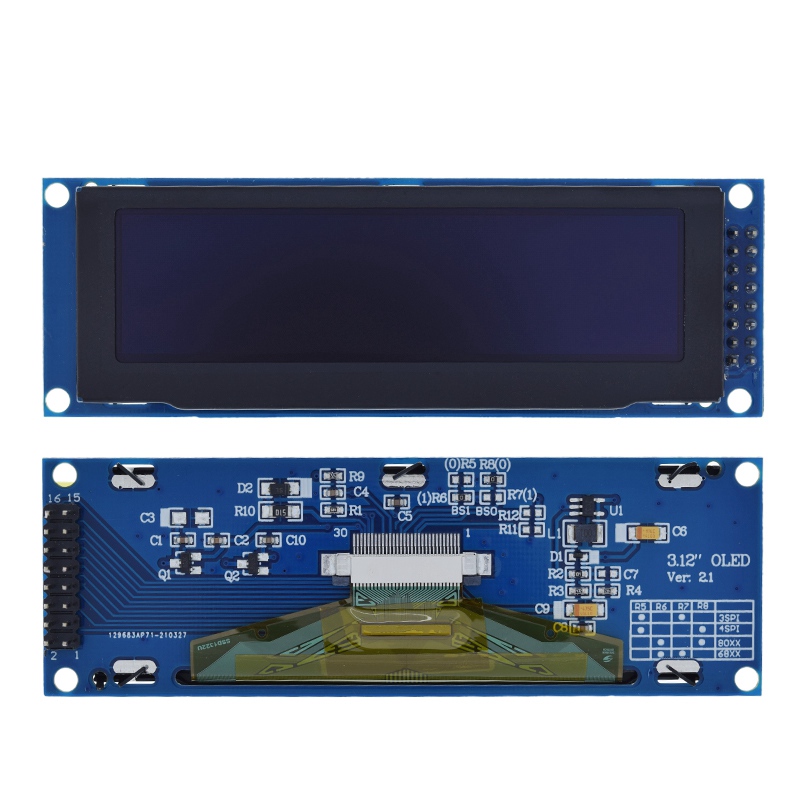 (0)R5 R8(0)
R9
D2
C4
(1)R6
R7(1)
16 15
C5
BS1 BS0
U1
R10
R1
R12
C3
R11
L1
C6
30
1
C1
C2
C10
D1
3.12" OLED
Q1
Q2
R2
C7
Ver: 2.1
R3
R4
C9
R5 R6 R7 R8
3SPI
C8
4SPI
129683AP71-210327
80XX
2 1
68XX
SSD1322U